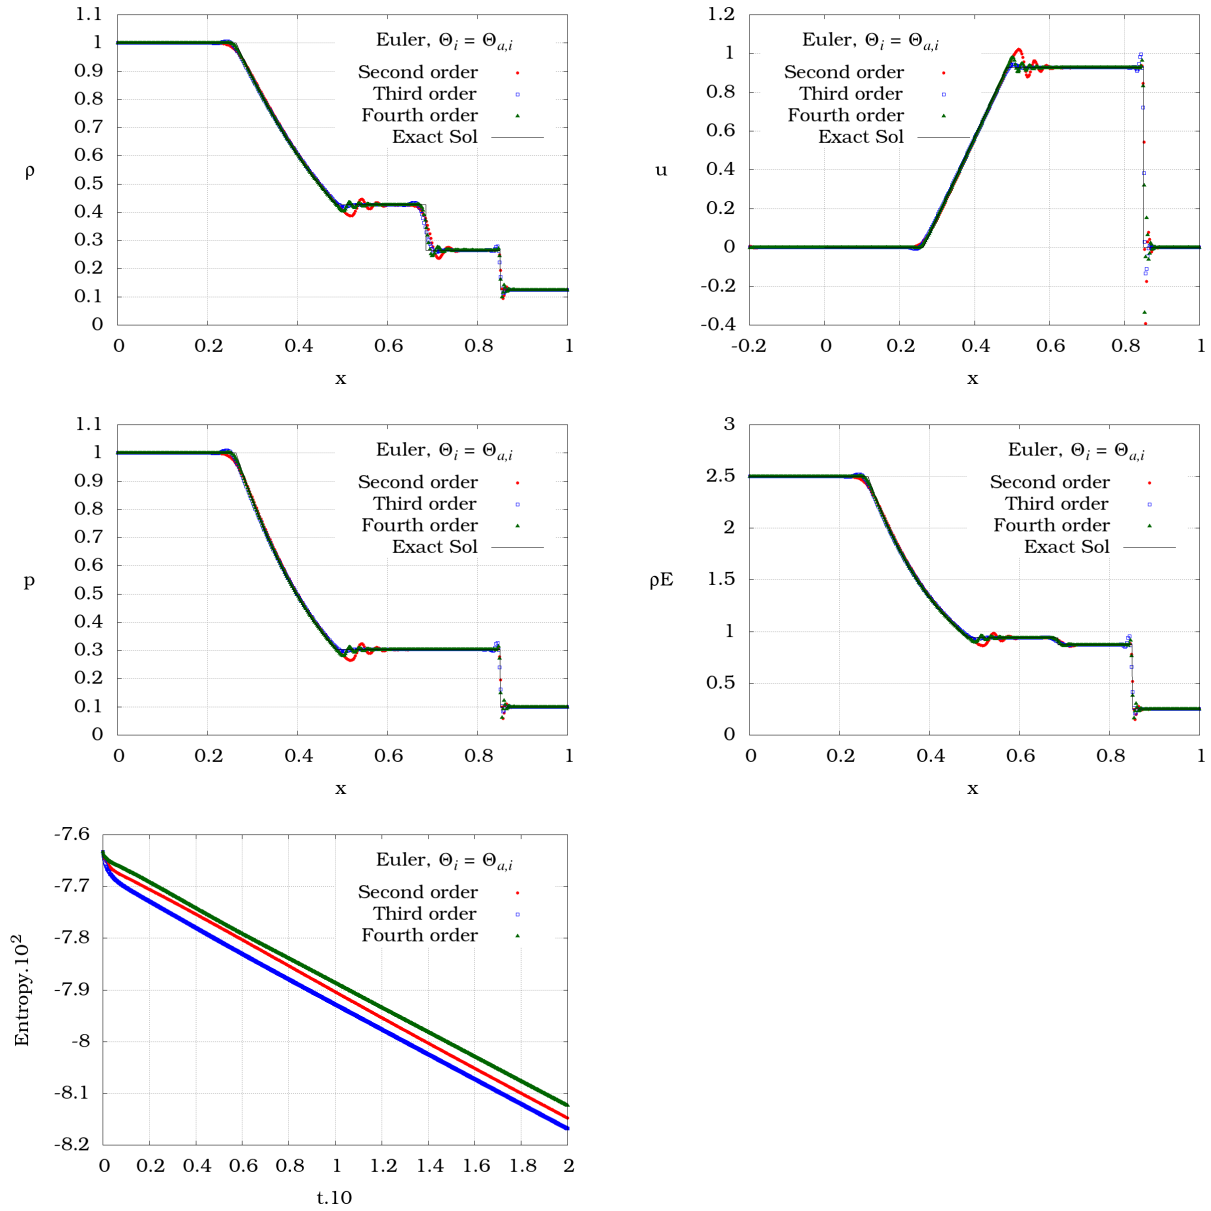 1.1
1
0.9
0.8
0.7
0.6
0.5
0.4
0.3
0.2
0.1
0
ρ
Euler, Θi = Θa,i
Second order
Third order
Fourth order
Exact Sol
0 0.2 0.4 0.6 0.8 1
x
1.2
1
0.8
0.6
0.4
0.2
0
-0.2
-0.4
u
Euler, Θi = Θa,i
Second order
Third order
Fourth order
Exact Sol
-0.2 0 0.2 0.4 0.6 0.8 1
x
1.1
1
0.9
0.8
0.7
0.6
0.5
0.4
0.3
0.2
0.1
0
p
Euler, Θi = Θa,i
Second order
Third order
Fourth order
Exact Sol
0 0.2 0.4 0.6 0.8 1
x
3
2.5
2
1.5
1
0.5
0
ρE
Euler, Θi = Θa,i
Second order
Third order
Fourth order
Exact Sol
0 0.2 0.4 0.6 0.8 1
x
-7.6
-7.7
-7.8
-7.9
-8
-8.1
-8.2
Entropy.10²
Euler, Θi = Θa,i
Second order
Third order
Fourth order
0 0.2 0.4 0.6 0.8 1 1.2 1.4 1.6 1.8 2
t.10